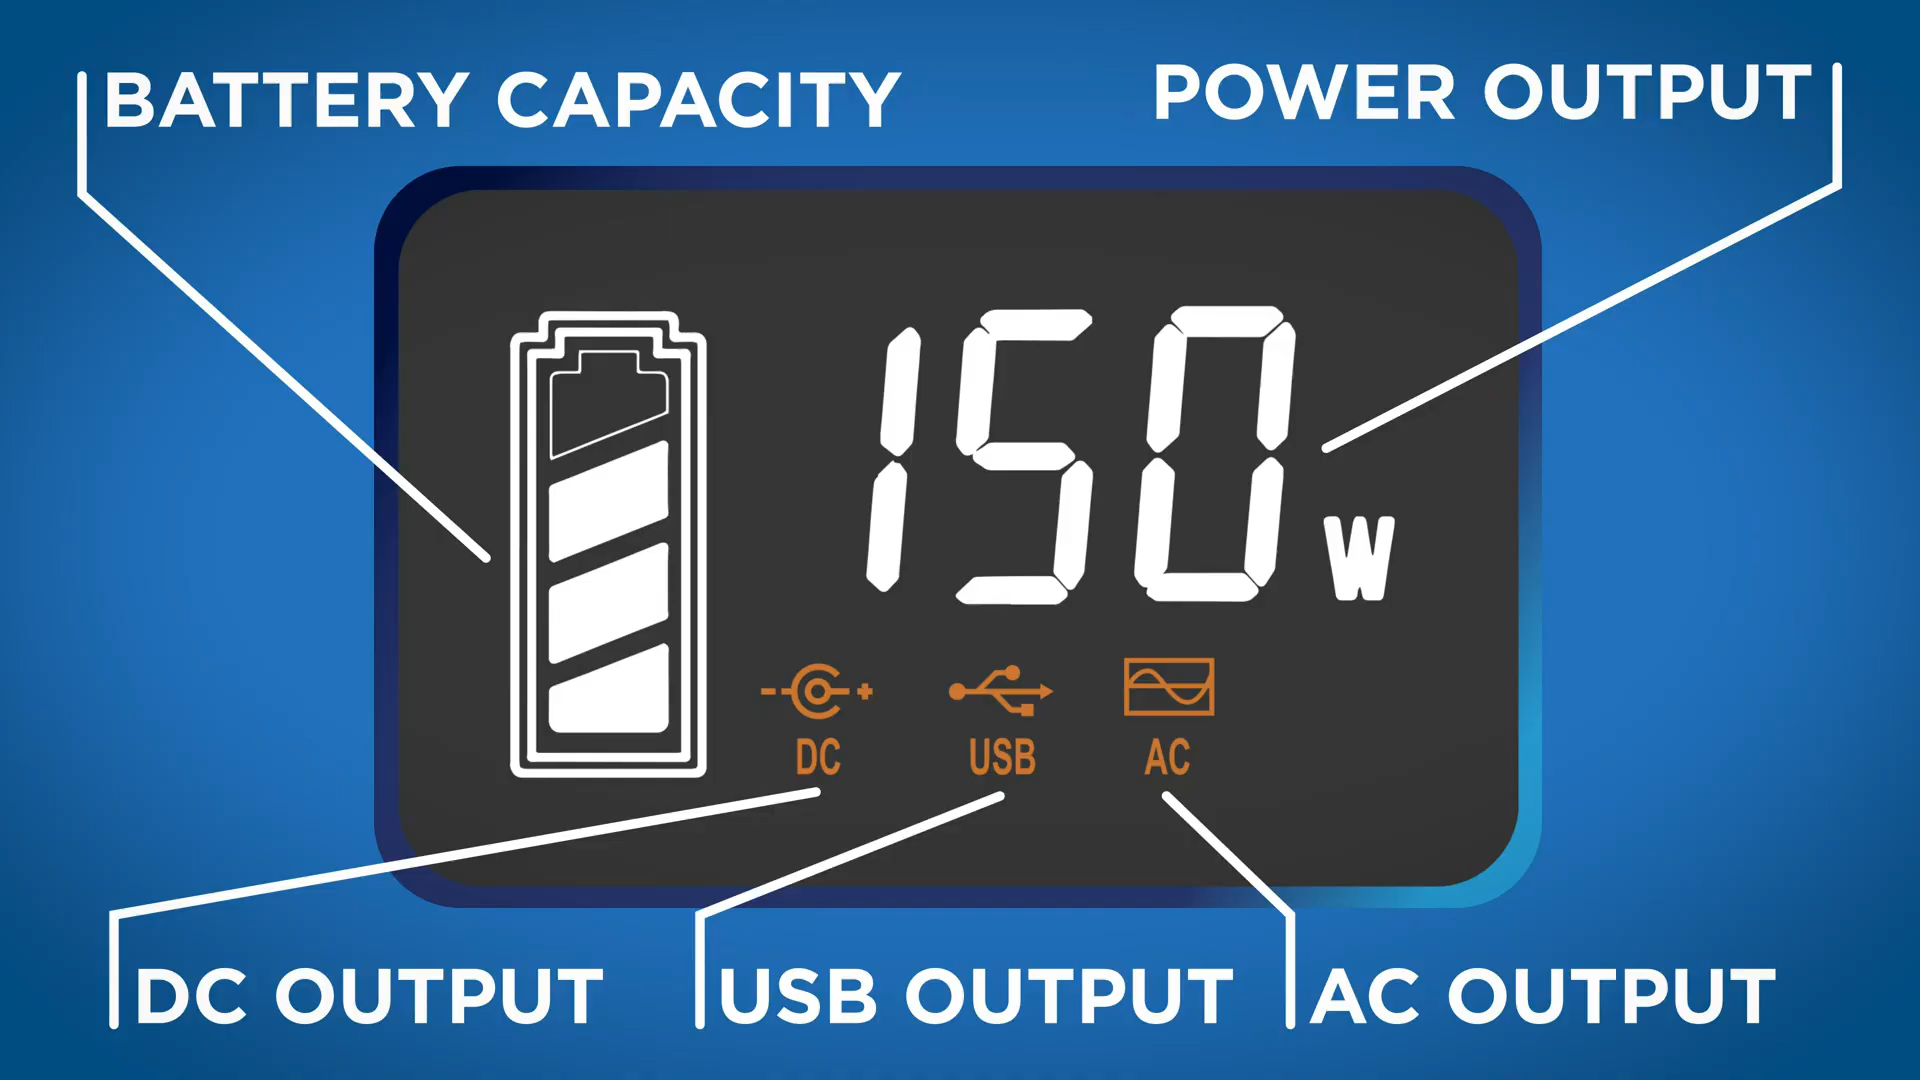 BATTERY CAPACITY
POWER OUTPUT
150 W
DC
USB
AC
DC OUTPUT
USB OUTPUT
AC OUTPUT